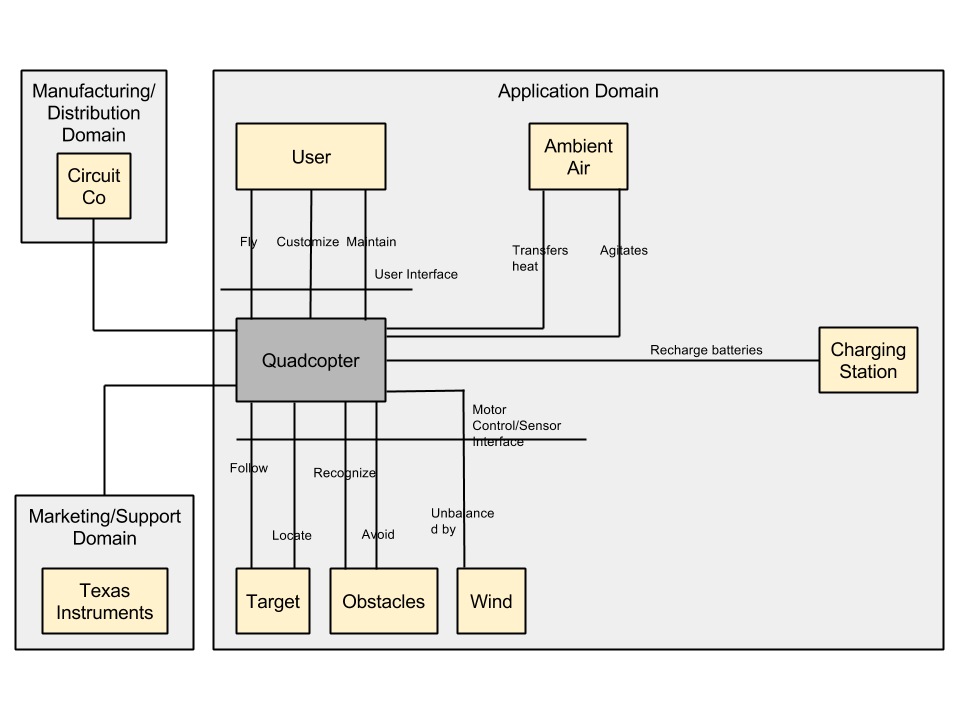 Manufacturing/
Distribution
Domain
Circuit
Co
Application Domain
User
Ambient
Air
Fly
Customize
Maintain
Transfers
heat
Agitates
User Interface
Quadcopter
Recharge batteries
Charging
Station
Motor
Control/Sensor
Interface
Follow
Recognize
Unbalance
d by
Locate
Avoid
Marketing/Support
Domain
Texas
Instruments
Target
Obstacles
Wind